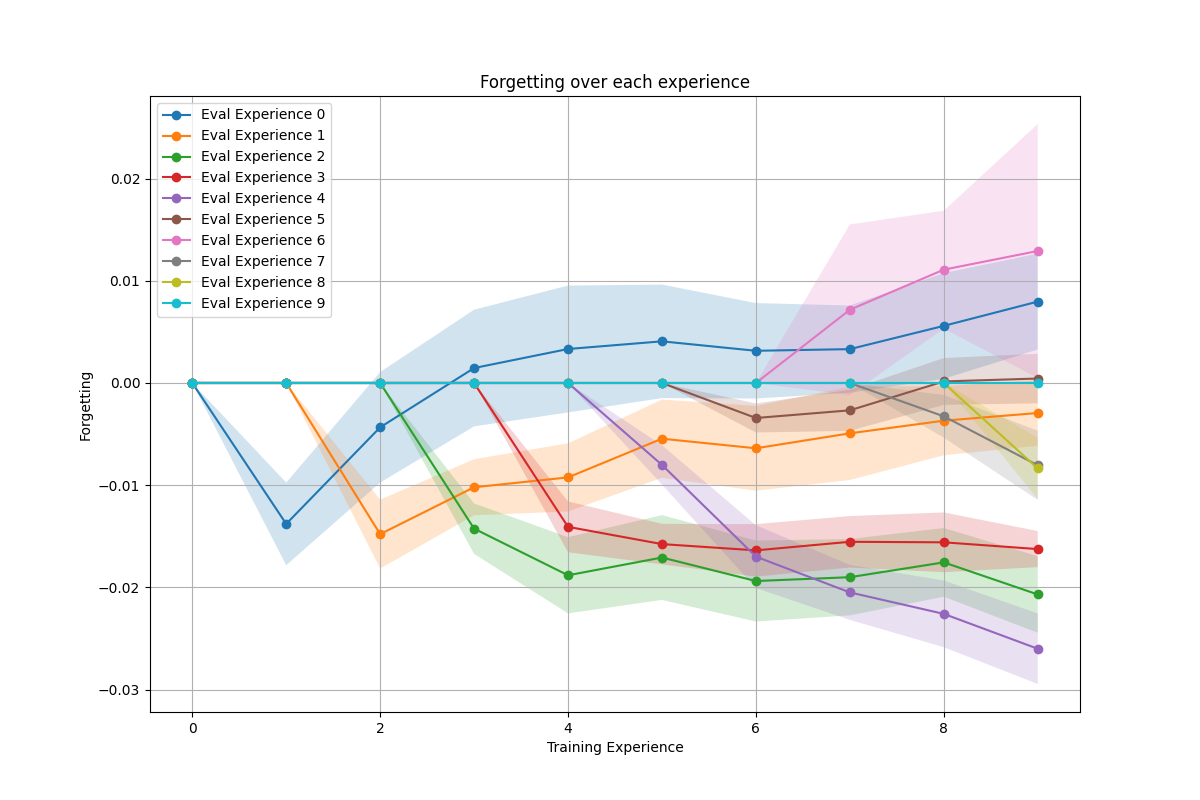 Forgetting over each experience
Eval Experience 0
Eval Experience 1
Eval Experience 2
Eval Experience 3
Eval Experience 4
Eval Experience 5
Eval Experience 6
Eval Experience 7
Eval Experience 8
Eval Experience 9
Forgetting
0.02
0.01
0.00
−0.01
−0.02
−0.03
0 2 4 6 8
Training Experience